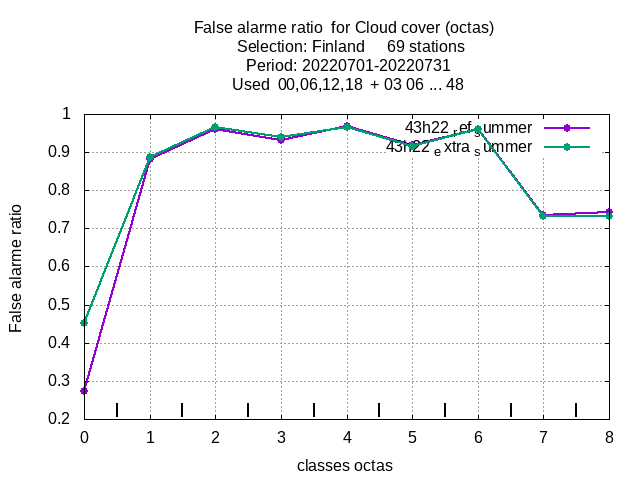 False alarme ratio  for Cloud cover (octas)
Selection: Finland     69 stations
Period: 20220701-20220731
Used  00,06,12,18  + 03 06 ... 48
43h22_ref_summer
43h22_extra_summer
1
0.9
0.8
0.7
0.6
0.5
0.4
0.3
0.2
False alarme ratio
0 1 2 3 4 5 6 7 8
classes octas